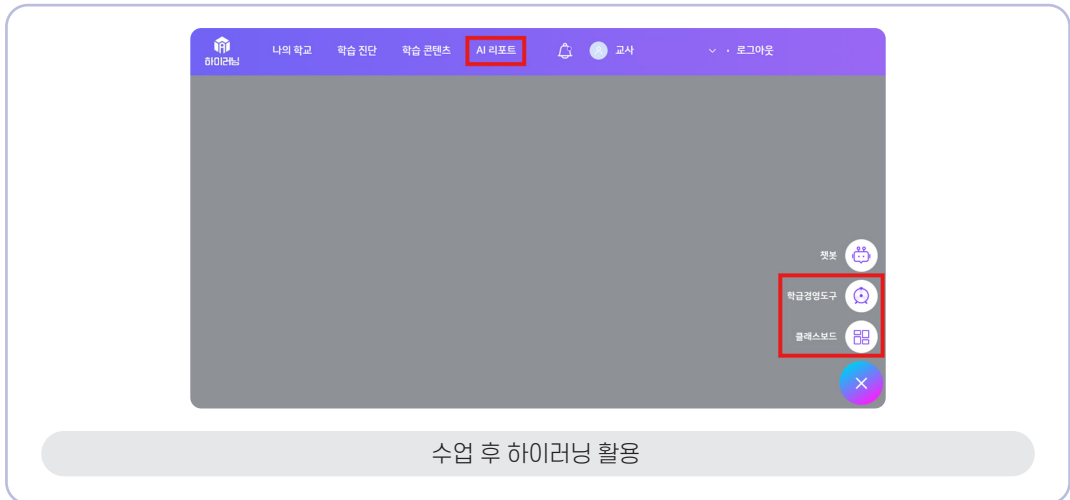 하이러닝
나의 학교 학습 진단 학습 콘텐츠 AI 리포트 교사 로그아웃
챗봇
학급경영도구
클래스보드
수업 후 하이러닝 활용